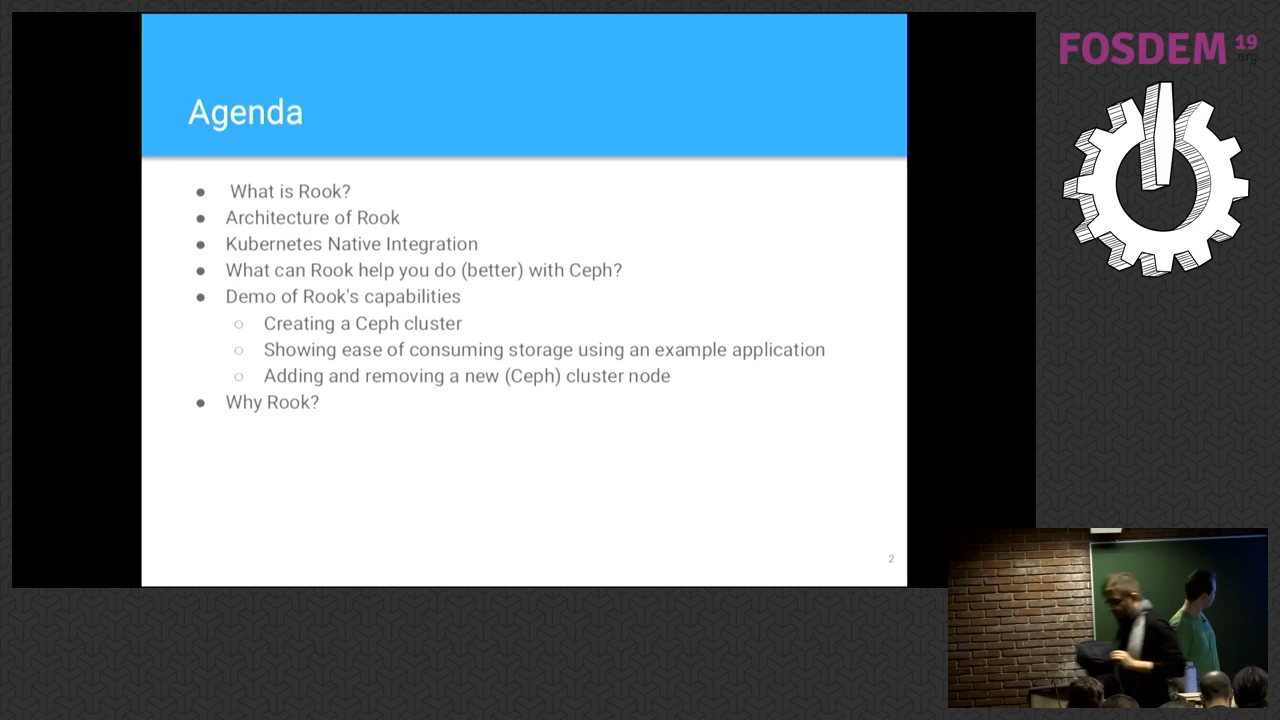 FOSDEM 19
.org
Agenda
● What is Rook?
● Architecture of Rook
● Kubernetes Native Integration
● What can Rook help you do (better) with Ceph?
● Demo of Rook's capabilities
○ Creating a Ceph cluster
○ Showing ease of consuming storage using an example application
○ Adding and removing a new (Ceph) cluster node
● Why Rook?
2